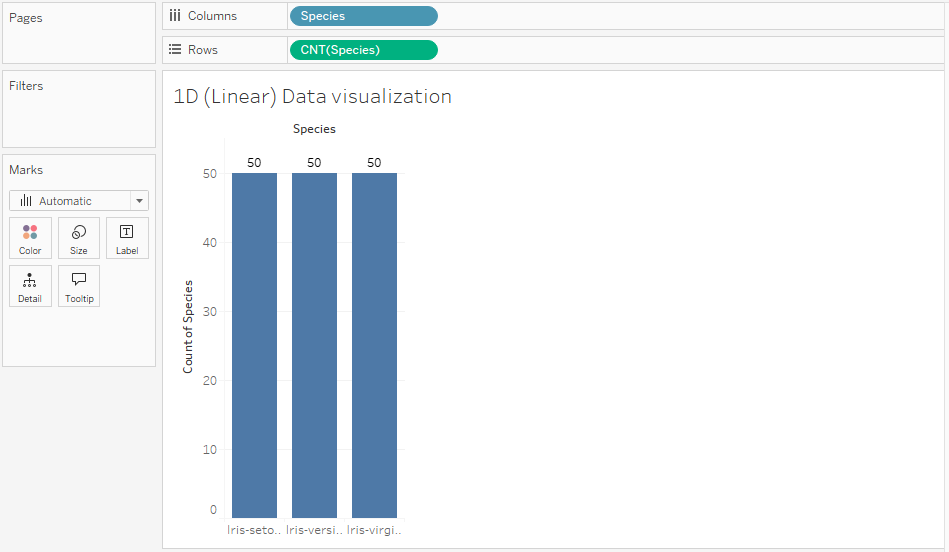 Pages
Columns
Species
Rows
CNT(Species)
Filters
Marks
Automatic
Color
Size
Label
Detail
Tooltip
1D (Linear) Data visualization
Species
50 50 50
50
40
30
20
10
0
Count of Species
Iris-seto.. Iris-versi.. Iris-virgi..